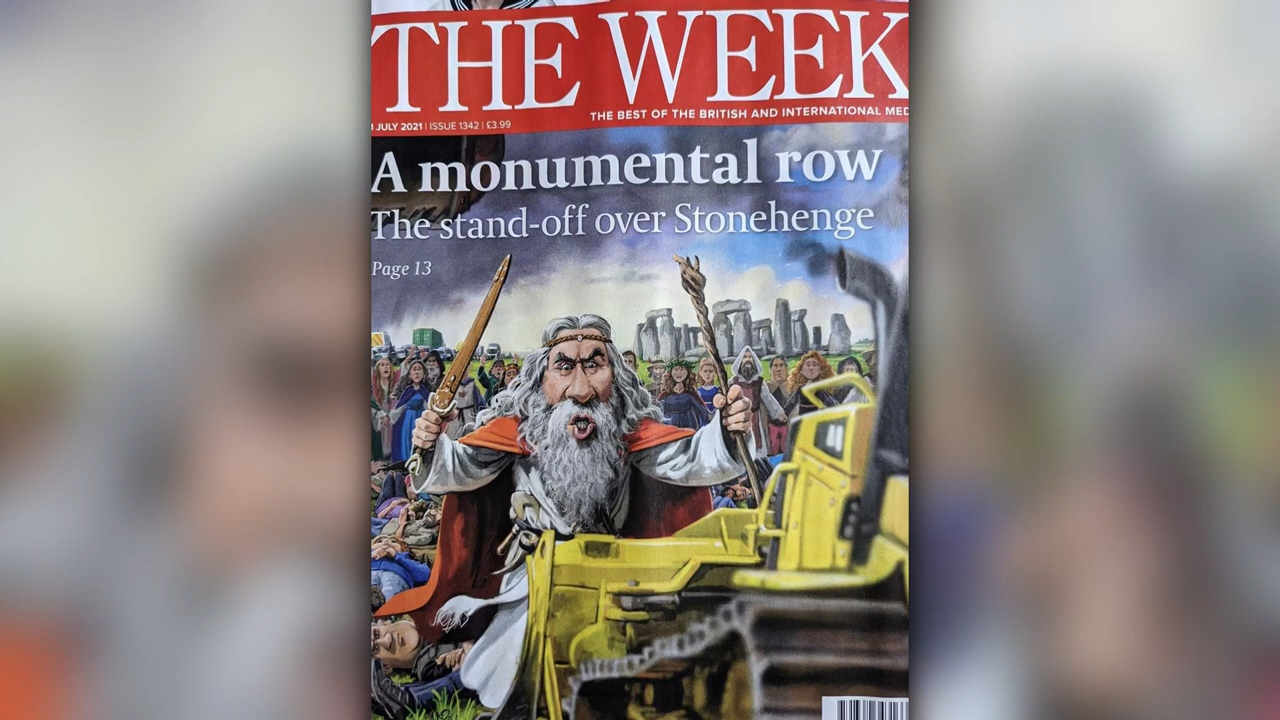 THE WEEK
1 JULY 2021 | ISSUE 1342 | £3.99
THE BEST OF THE BRITISH AND INTERNATIONAL MED
A monumental row
The stand-off over Stonehenge
Page 13